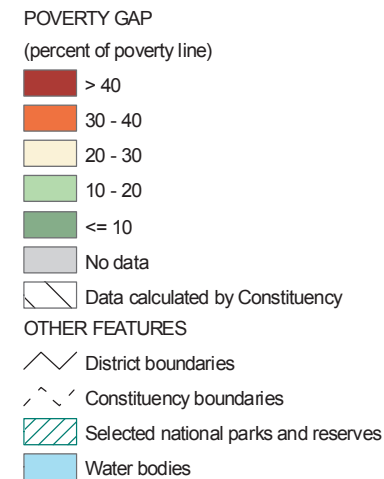 POVERTY GAP
(percent of poverty line)
> 40
30 - 40
20 - 30
10 - 20
<= 10
No data
Data calculated by Constituency
OTHER FEATURES
District boundaries
Constituency boundaries
Selected national parks and reserves
Water bodies